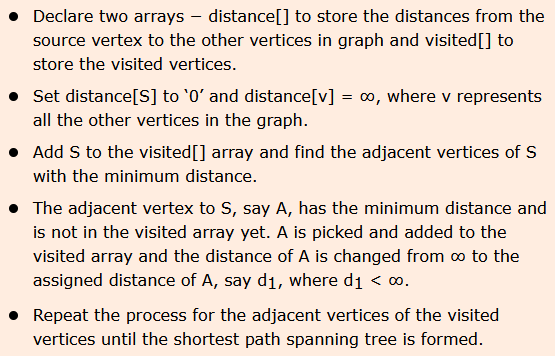 ● Declare two arrays − distance[] to store the distances from the
source vertex to the other vertices in graph and visited[] to
store the visited vertices.
● Set distance[S] to ‘0’ and distance[v] = ∞, where v represents
all the other vertices in the graph.
● Add S to the visited[] array and find the adjacent vertices of S
with the minimum distance.
● The adjacent vertex to S, say A, has the minimum distance and
is not in the visited array yet. A is picked and added to the
visited array and the distance of A is changed from ∞ to the
assigned distance of A, say d₁, where d₁ < ∞.
● Repeat the process for the adjacent vertices of the visited
vertices until the shortest path spanning tree is formed.